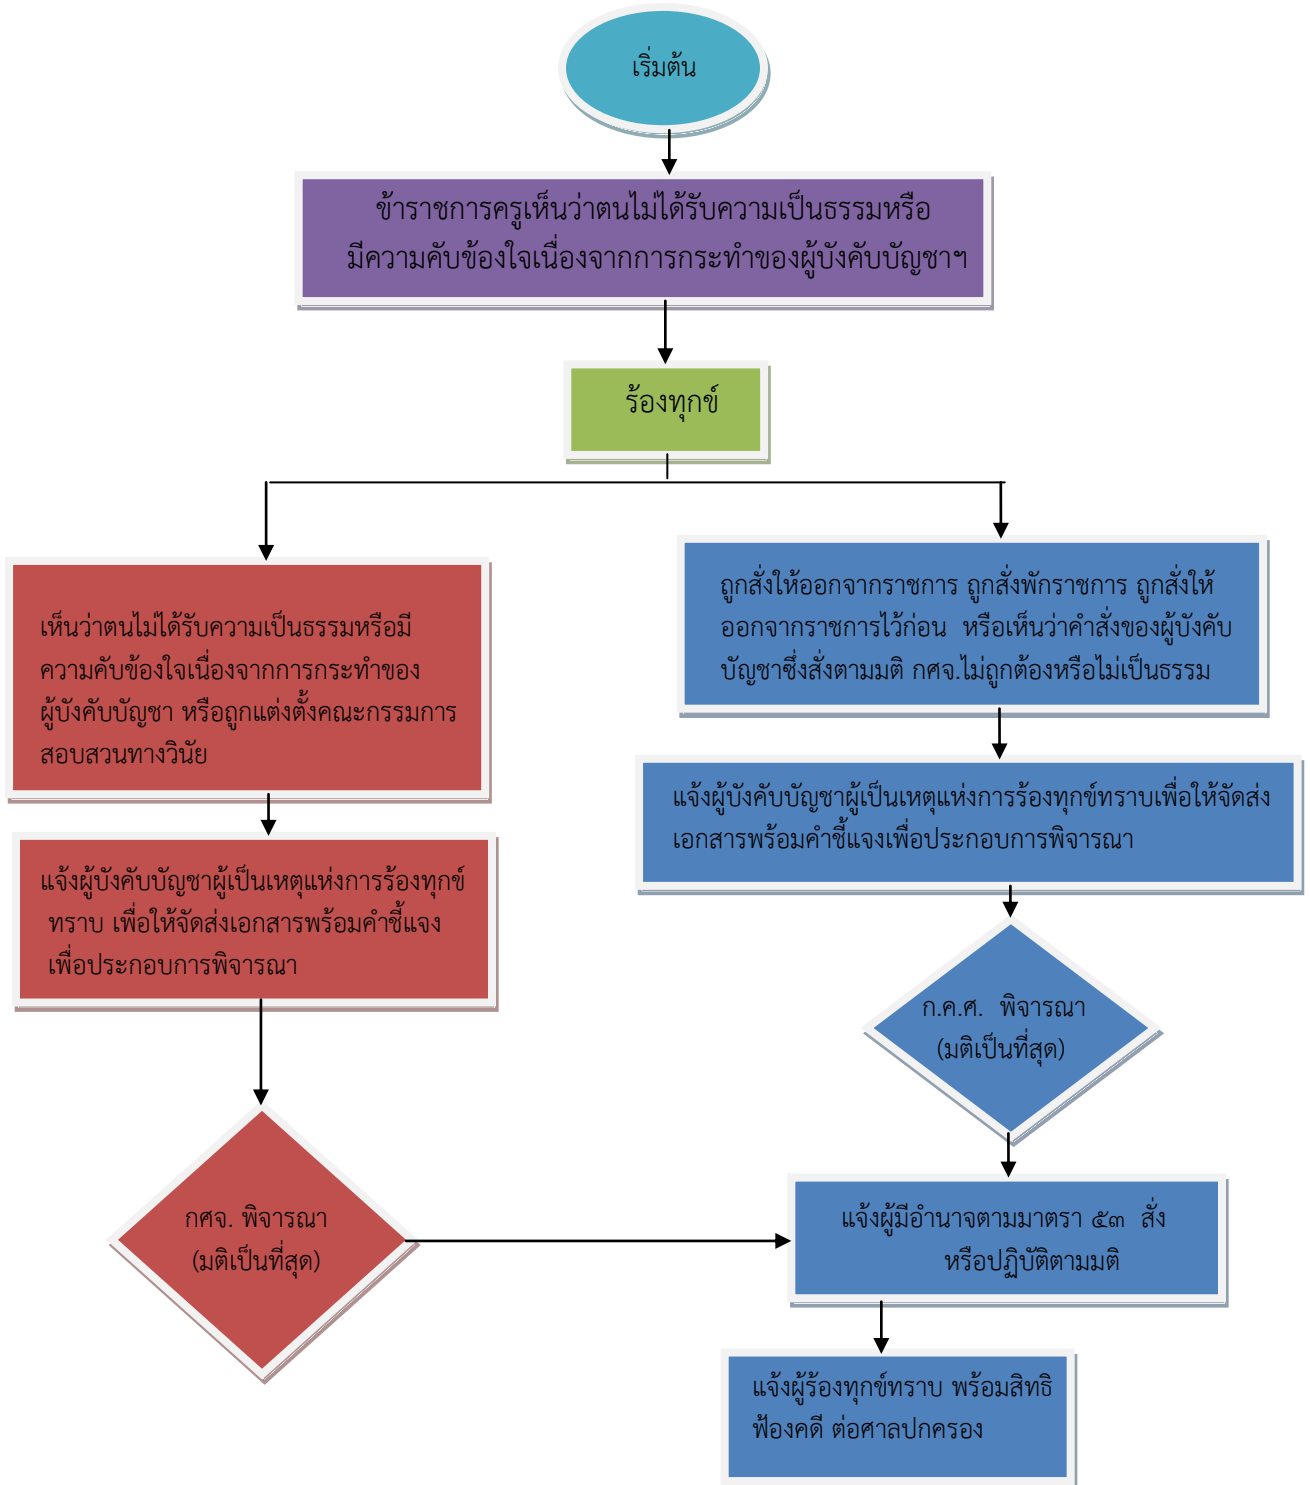 เริ่มต้น
ข้าราชการครูเห็นว่าตนไม่ได้รับความเป็นธรรมหรือ
มีความคับข้องใจเนื่องจากการกระทำของผู้บังคับบัญชาฯ
ร้องทุกข์
เห็นว่าตนไม่ได้รับความเป็นธรรมหรือมี
ความคับข้องใจเนื่องจากการกระทำของ
ผู้บังคับบัญชา หรือถูกแต่งตั้งคณะกรรมการ
สอบสวนทางวินัย
แจ้งผู้บังคับบัญชาผู้เป็นเหตุแห่งการร้องทุกข์
ทราบ เพื่อให้จัดส่งเอกสารพร้อมคำชี้แจง
เพื่อประกอบการพิจารณา
กศจ. พิจารณา
(มติเป็นที่สุด)
ถูกสั่งให้ออกจากราชการ ถูกสั่งพักราชการ ถูกสั่งให้
ออกจากราชการไว้ก่อน หรือเห็นว่าคำสั่งของผู้บังคับ
บัญชาซึ่งสั่งตามมติ กศจ.ไม่ถูกต้องหรือไม่เป็นธรรม
แจ้งผู้บังคับบัญชาผู้เป็นเหตุแห่งการร้องทุกข์ทราบเพื่อให้จัดส่ง
เอกสารพร้อมคำชี้แจงเพื่อประกอบการพิจารณา
ก.ค.ศ. พิจารณา
(มติเป็นที่สุด)
แจ้งผู้มีอำนาจตามมาตรา ๕๓ สั่ง
หรือปฏิบัติตามมติ
แจ้งผู้ร้องทุกข์ทราบ พร้อมสิทธิ
ฟ้องคดี ต่อศาลปกครอง